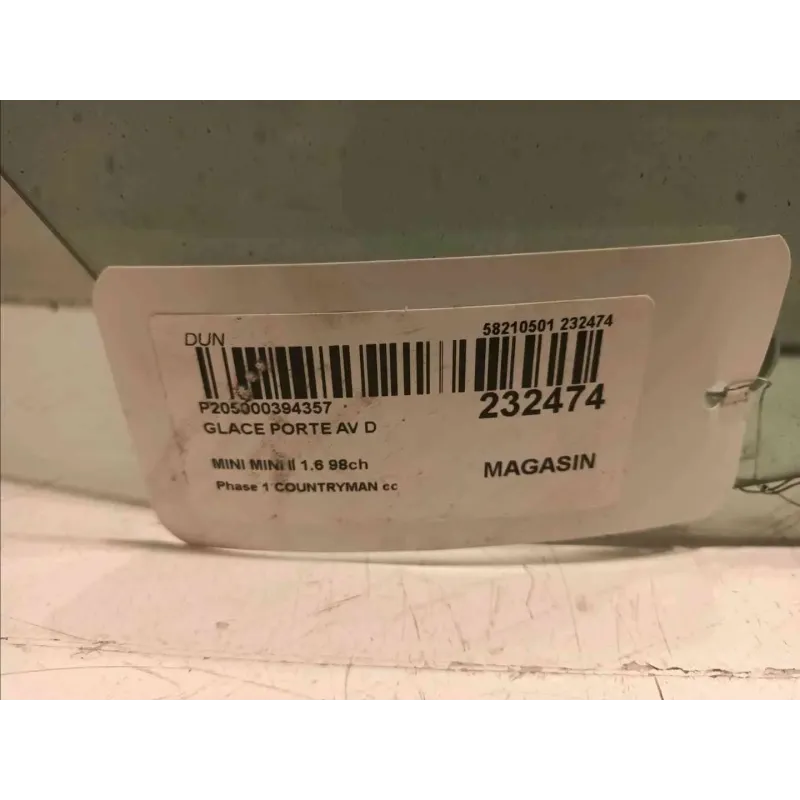 DUN
58210501 232474
P205000394357
232474
GLACE PORTE AV D
MINI MINI II 1.6 98ch
MAGASIN
Phase 1 COUNTRYMAN cc